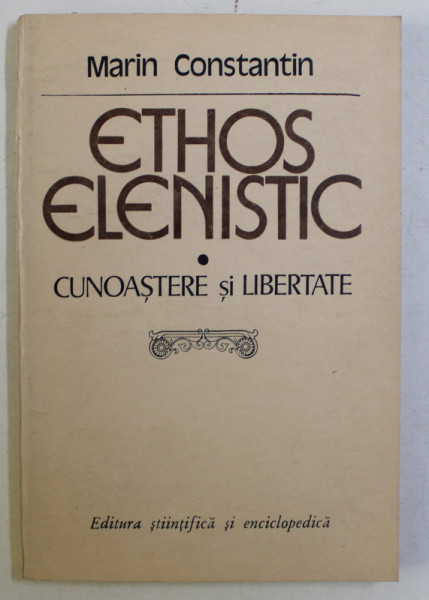 Marin Constantin
ETHOS
ELENISTIC
•
CUNOAȘTERE și LIBERTATE
Editura științifică și enciclopedică